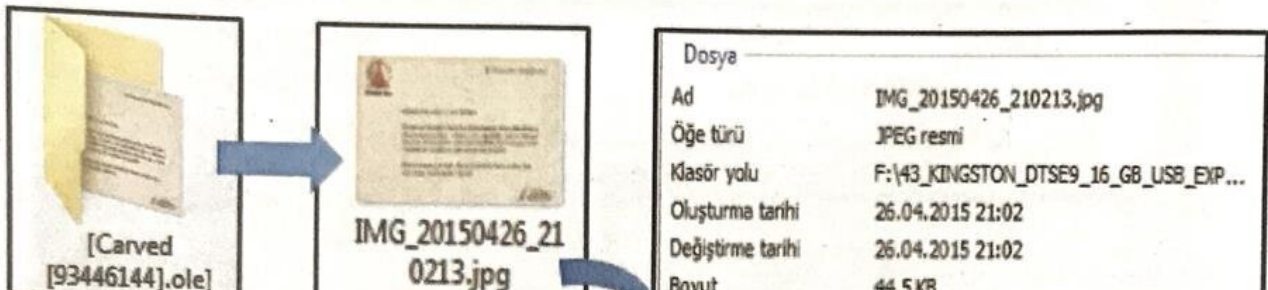 [Carved
[93446144].ole]
IMG_20150426_21
0213.jpg
Dosya
Ad IMG_20150426_210213.jpg
Öğe türü JPEG resmi
Klasör yolu F:\43_KINGSTON_DTSE9_16_GB_USB_EXP...
Oluşturma tarihi 26.04.2015 21:02
Değiştirme tarihi 26.04.2015 21:02
Boyut 44,5 KB